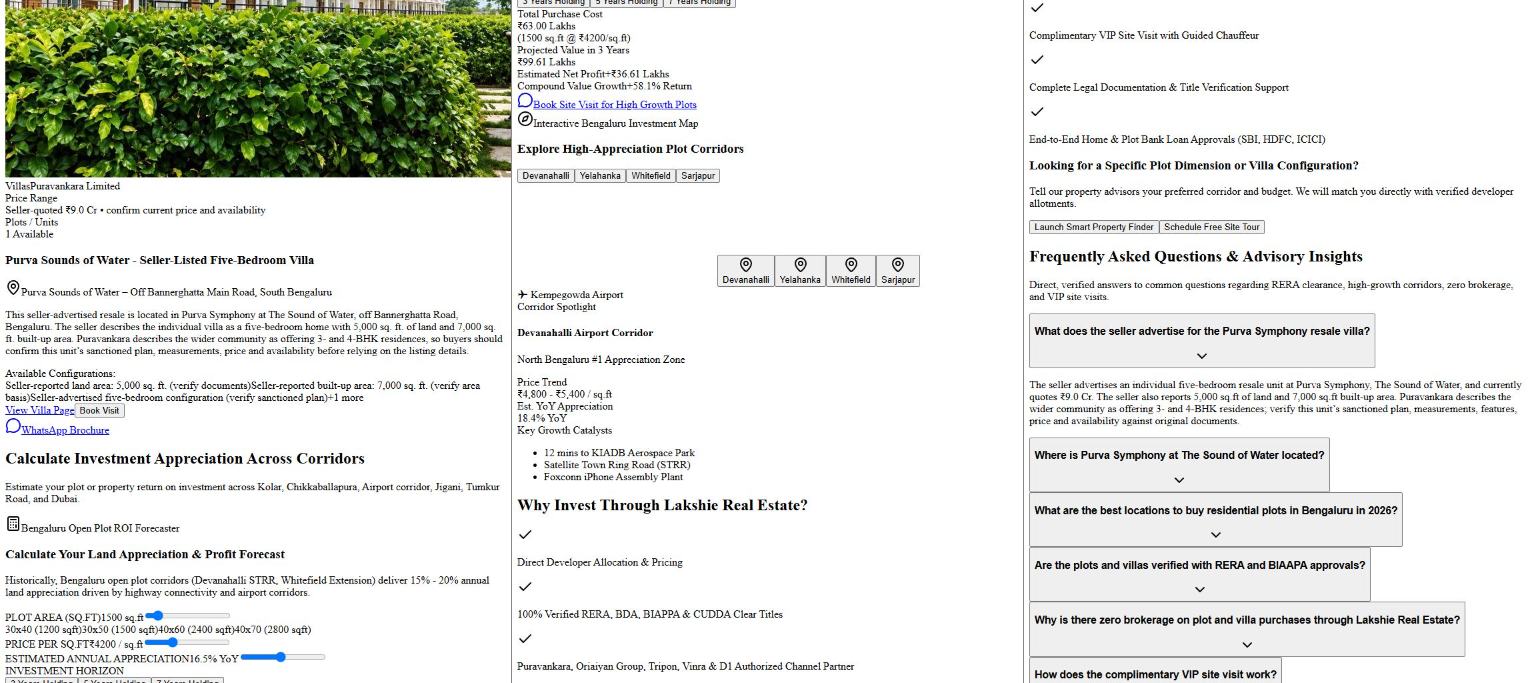 VillasPuravankara Limited
Price Range
Seller-quoted ₹9.0 Cr • confirm current price and availability
Plots / Units
1 Available
Purva Sounds of Water - Seller-Listed Five-Bedroom Villa
Purva Sounds of Water – Off Bannerghatta Main Road, South Bengaluru
This seller-advertised resale is located in Purva Symphony at The Sound of Water, off Bannerghatta Road,
Bengaluru. The seller describes the individual villa as a five-bedroom home with 5,000 sq. ft. of land and 7,000 sq.
ft. built-up area. Puravankara describes the wider community as offering 3- and 4-BHK residences, so buyers should
confirm this unit’s sanctioned plan, measurements, price and availability before relying on the listing details.
Available Configurations:
Seller-reported land area: 5,000 sq. ft. (verify documents)Seller-reported built-up area: 7,000 sq. ft. (verify area
basis)Seller-advertised five-bedroom configuration (verify sanctioned plan)+1 more
View Villa Page Book Visit
WhatsApp Brochure
Calculate Investment Appreciation Across Corridors
Estimate your plot or property return on investment across Kolar, Chikkaballapura, Airport corridor, Jigani, Tumkur
Road, and Dubai.
Bengaluru Open Plot ROI Forecaster
Calculate Your Land Appreciation & Profit Forecast
Historically, Bengaluru open plot corridors (Devanahalli STRR, Whitefield Extension) deliver 15% - 20% annual
land appreciation driven by highway connectivity and airport corridors.
PLOT AREA (SQ.FT)1500 sq.ft
30x40 (1200 sqft)30x50 (1500 sqft)40x60 (2400 sqft)40x70 (2800 sqft)
PRICE PER SQ.FT₹4200 / sq.ft
ESTIMATED ANNUAL APPRECIATION16.5% YoY
INVESTMENT HORIZON
3 Years Holding 5 Years Holding 7 Years Holding
Total Purchase Cost
₹63.00 Lakhs
(1500 sq.ft @ ₹4200/sq.ft)
Projected Value in 3 Years
₹99.61 Lakhs
Estimated Net Profit+₹36.61 Lakhs
Compound Value Growth+58.1% Return
Book Site Visit for High Growth Plots
Interactive Bengaluru Investment Map
Explore High-Appreciation Plot Corridors
Devanahalli Yelahanka Whitefield Sarjapur
Devanahalli Yelahanka Whitefield Sarjapur
✈ Kempegowda Airport
Corridor Spotlight
Devanahalli Airport Corridor
North Bengaluru #1 Appreciation Zone
Price Trend
₹4,800 - ₹5,400 / sq.ft
Est. YoY Appreciation
18.4% YoY
Key Growth Catalysts
• 12 mins to KIADB Aerospace Park
• Satellite Town Ring Road (STRR)
• Foxconn iPhone Assembly Plant
Why Invest Through Lakshie Real Estate?
Direct Developer Allocation & Pricing
100% Verified RERA, BDA, BIAPPA & CUDDA Clear Titles
Puravankara, Oriaiyan Group, Tripon, Vinra & D1 Authorized Channel Partner
Complimentary VIP Site Visit with Guided Chauffeur
Complete Legal Documentation & Title Verification Support
End-to-End Home & Plot Bank Loan Approvals (SBI, HDFC, ICICI)
Looking for a Specific Plot Dimension or Villa Configuration?
Tell our property advisors your preferred corridor and budget. We will match you directly with verified developer
allotments.
Launch Smart Property Finder Schedule Free Site Tour
Frequently Asked Questions & Advisory Insights
Direct, verified answers to common questions regarding RERA clearance, high-growth corridors, zero brokerage,
and VIP site visits.
What does the seller advertise for the Purva Symphony resale villa?
The seller advertises an individual five-bedroom resale unit at Purva Symphony, The Sound of Water, and currently
quotes ₹9.0 Cr. The seller also reports 5,000 sq.ft of land and 7,000 sq.ft built-up area. Puravankara describes the
wider community as offering 3- and 4-BHK residences; verify this unit’s sanctioned plan, measurements, features,
price and availability against original documents.
Where is Purva Symphony at The Sound of Water located?
What are the best locations to buy residential plots in Bengaluru in 2026?
Are the plots and villas verified with RERA and BIAAPA approvals?
Why is there zero brokerage on plot and villa purchases through Lakshie Real Estate?
How does the complimentary VIP site visit work?